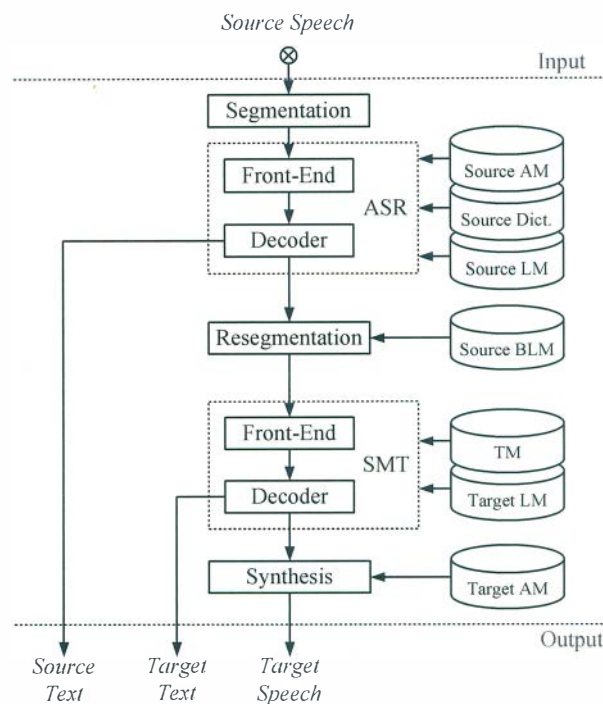 Source Speech
Input
Segmentation
Front-End
ASR
Decoder
Source AM
Source Dict.
Source LM
Resegmentation
Source BLM
Front-End
SMT
Decoder
TM
Target LM
Synthesis
Target AM
Output
Source
Text
Target
Text
Target
Speech